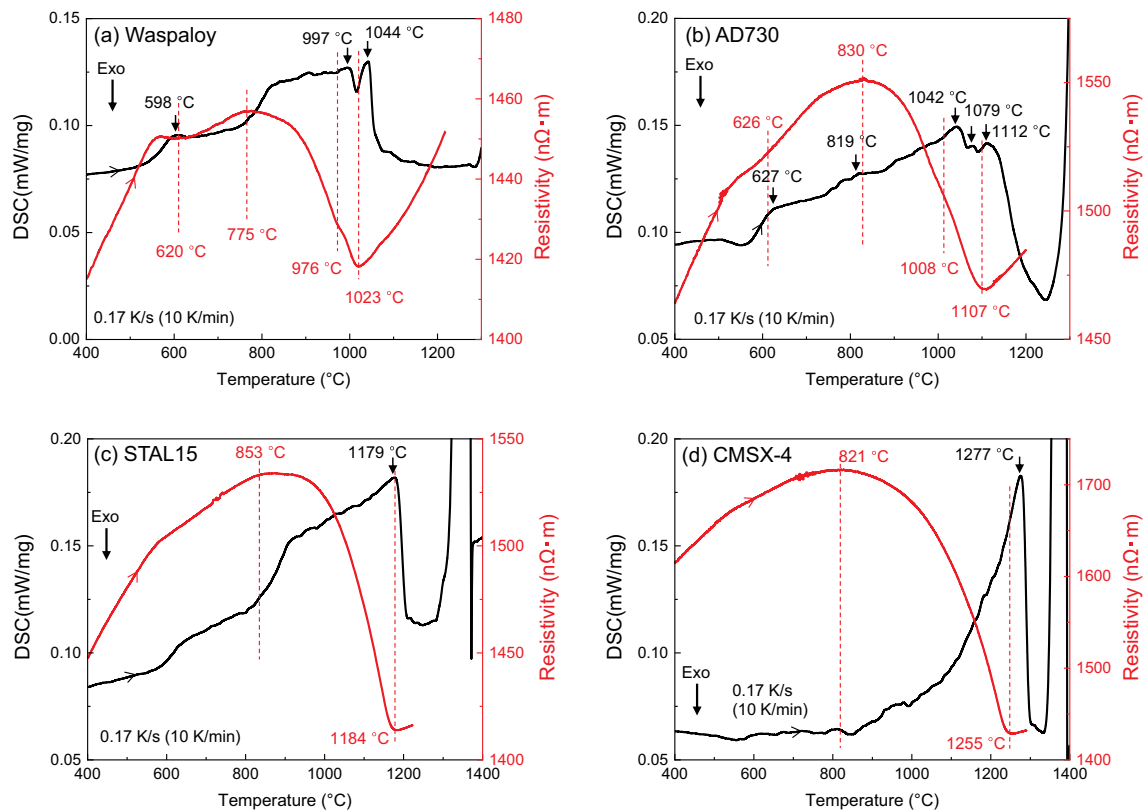 (a) Waspaloy
Exo
598 °C
997 °C
1044 °C
620 °C
775 °C
976 °C
1023 °C
0.17 K/s (10 K/min)
0.15
0.10
0.05
0.00
DSC(mW/mg)
1480
1460
1440
1420
1400
Resistivity (nΩ·m)
400 600 800 1000 1200
Temperature (°C)
(b) AD730
Exo
830 °C
626 °C
627 °C
819 °C
1042 °C
1079 °C
1112 °C
1008 °C
1107 °C
0.17 K/s (10 K/min)
0.20
0.15
0.10
0.05
DSC(mW/mg)
1550
1500
1450
Resistivity (nΩ·m)
400 600 800 1000 1200
Temperature (°C)
(c) STAL15
Exo
853 °C
1179 °C
1184 °C
0.17 K/s (10 K/min)
0.20
0.15
0.10
0.05
DSC(mW/mg)
1550
1500
1450
1400
Resistivity (nΩ·m)
400 600 800 1000 1200 1400
Temperature (°C)
(d) CMSX-4
821 °C
1277 °C
Exo
0.17 K/s
(10 K/min)
1255 °C
0.20
0.15
0.10
0.05
DSC(mW/mg)
1700
1600
1500
1400
Resistivity (nΩ·m)
400 600 800 1000 1200 1400
Temperature (°C)